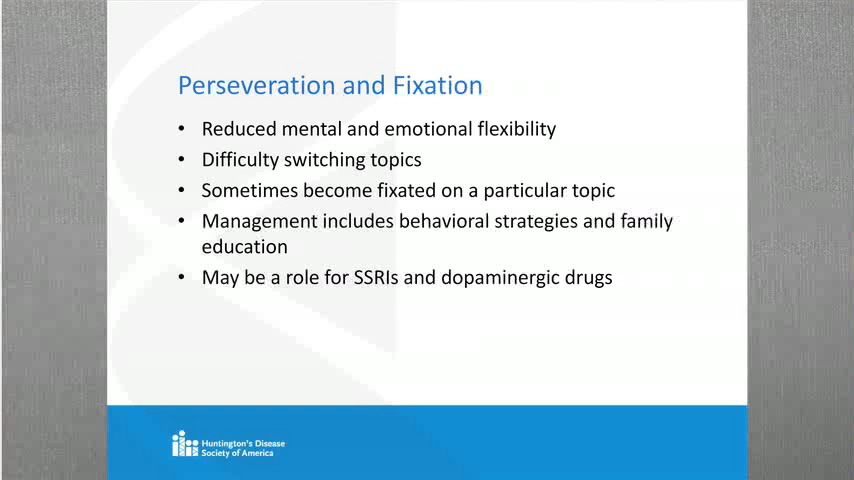 Perseveration and Fixation
• Reduced mental and emotional flexibility
• Difficulty switching topics
• Sometimes become fixated on a particular topic
• Management includes behavioral strategies and family
education
• May be a role for SSRIs and dopaminergic drugs
Huntington's Disease
Society of America